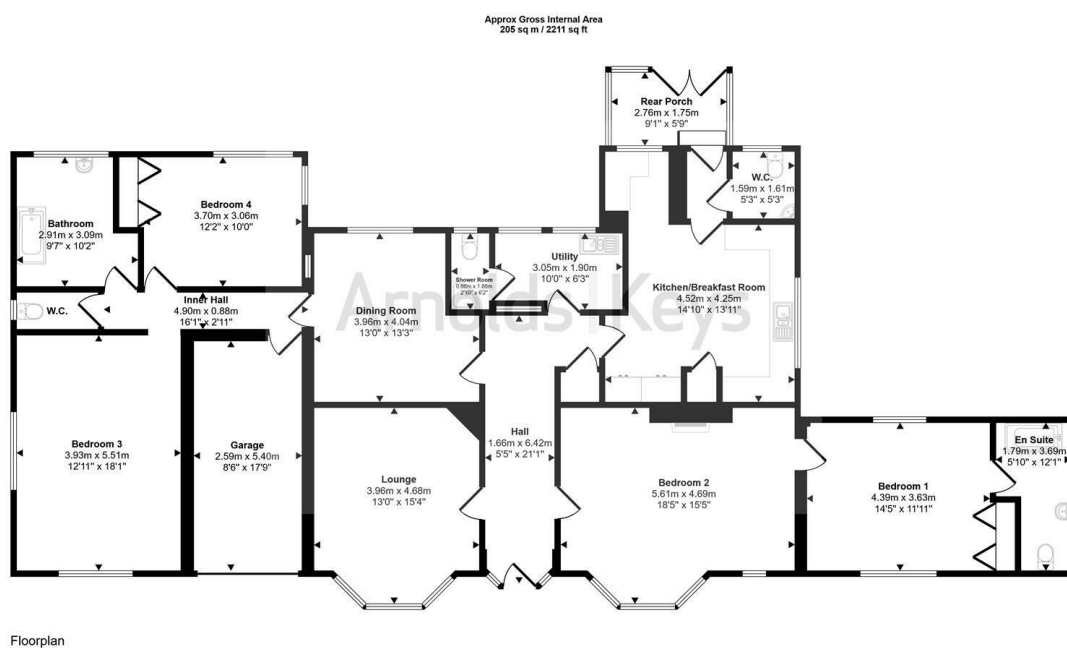 Approx Gross Internal Area
205 sq m / 2211 sq ft
Rear Porch
2.76m x 1.75m
9'1" x 5'9"
W.C.
1.59m x 1.61m
5'3" x 5'3"
Bedroom 4
3.70m x 3.06m
12'2" x 10'0"
Bathroom
2.91m x 3.09m
9'7" x 10'2"
Utility
3.05m x 1.90m
10'0" x 6'3"
Shower Room
0.86m x 1.88m
2'10" x 6'2"
Kitchen/Breakfast Room
4.52m x 4.25m
14'10" x 13'11"
Inner Hall
4.90m x 0.88m
16'1" x 2'11"
W.C.
Dining Room
3.96m x 4.04m
13'0" x 13'3"
Arnolds | Keys
Bedroom 3
3.93m x 5.51m
12'11" x 18'1"
Garage
2.59m x 5.40m
8'6" x 17'9"
Lounge
3.96m x 4.68m
13'0" x 15'4"
Hall
1.66m x 6.42m
5'5" x 21'1"
Bedroom 2
5.61m x 4.69m
18'5" x 15'5"
Bedroom 1
4.39m x 3.63m
14'5" x 11'11"
En Suite
1.79m x 3.69m
5'10" x 12'1"
Floorplan